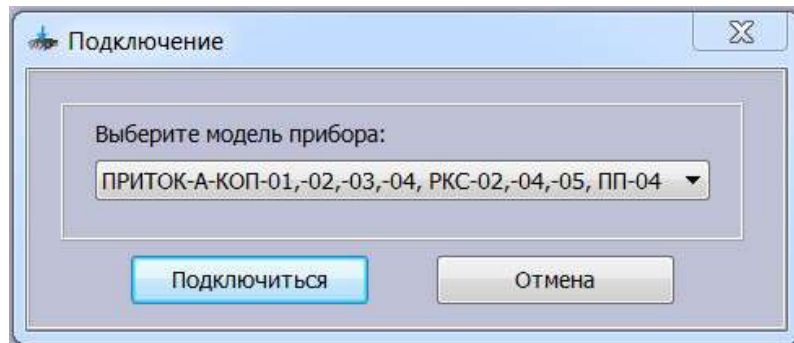 Подключение
Выберите модель прибора:
ПРИТОК-А-КОП-01,-02,-03,-04, РКС-02,-04,-05, ПП-04
Подключиться Отмена